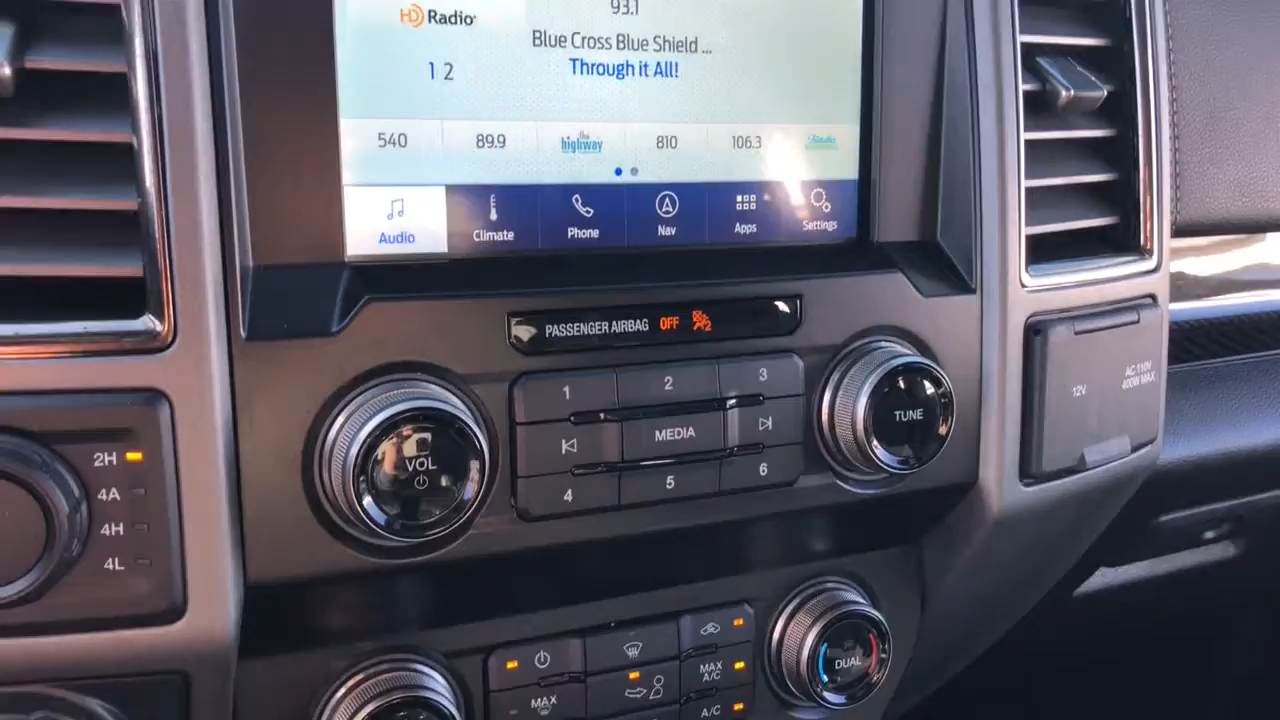 93.1
HD Radio
Blue Cross Blue Shield ...
Through it All!
1 2
540
89.9
the highway
810
106.3
Audio
Climate
Phone
Nav
Apps
Settings
PASSENGER AIRBAG OFF 2
1
2
3
MEDIA
4
5
6
VOL
TUNE
12V
AC 110V
400W MAX
2H
4A
4H
4L
MAX
A/C
MAX
A/C
DUAL